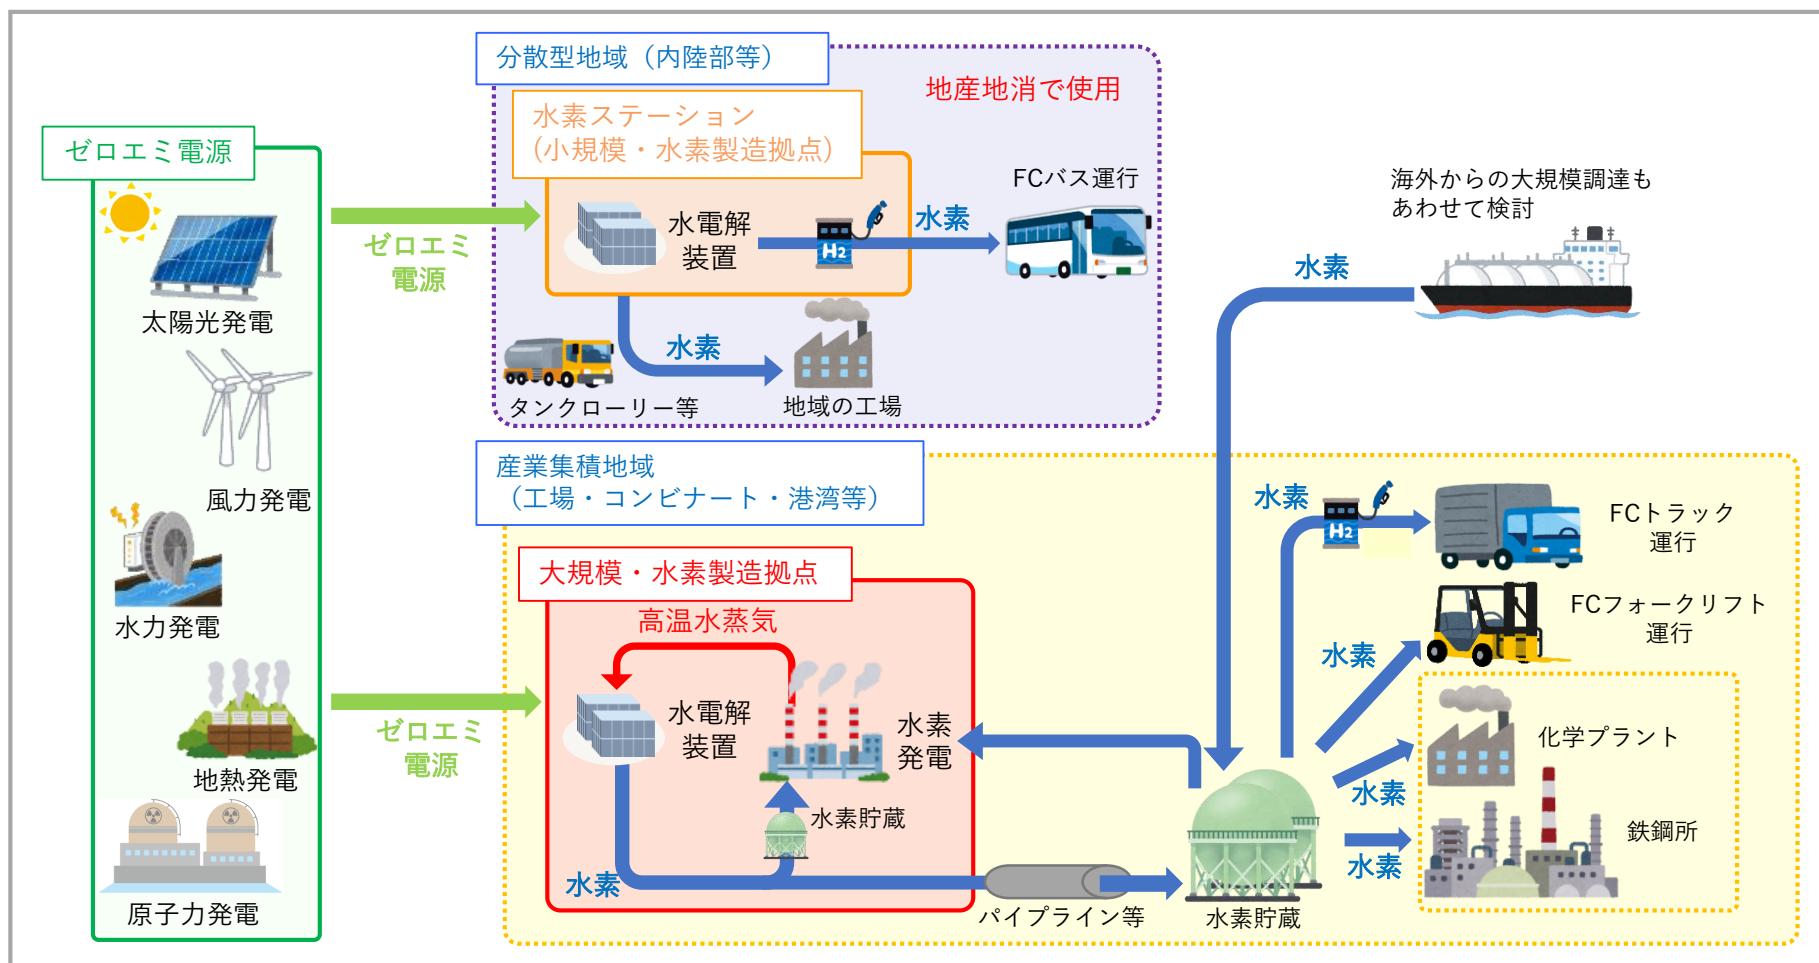 分散型地域（内陸部等）
地産地消で使用
水素ステーション
(小規模・水素製造拠点)
ゼロエミ電源
太陽光発電
風力発電
水力発電
地熱発電
原子力発電
ゼロエミ
電源
水電解
装置
H2
水素
FCバス運行
水素
タンクローリー等
地域の工場
海外からの大規模調達も
あわせて検討
水素
産業集積地域
（工場・コンビナート・港湾等）
大規模・水素製造拠点
高温水蒸気
ゼロエミ
電源
水電解
装置
水素
発電
水素貯蔵
水素
パイプライン等
水素貯蔵
水素
H2
FCトラック
運行
水素
FCフォークリフト
運行
水素
化学プラント
水素
鉄鋼所